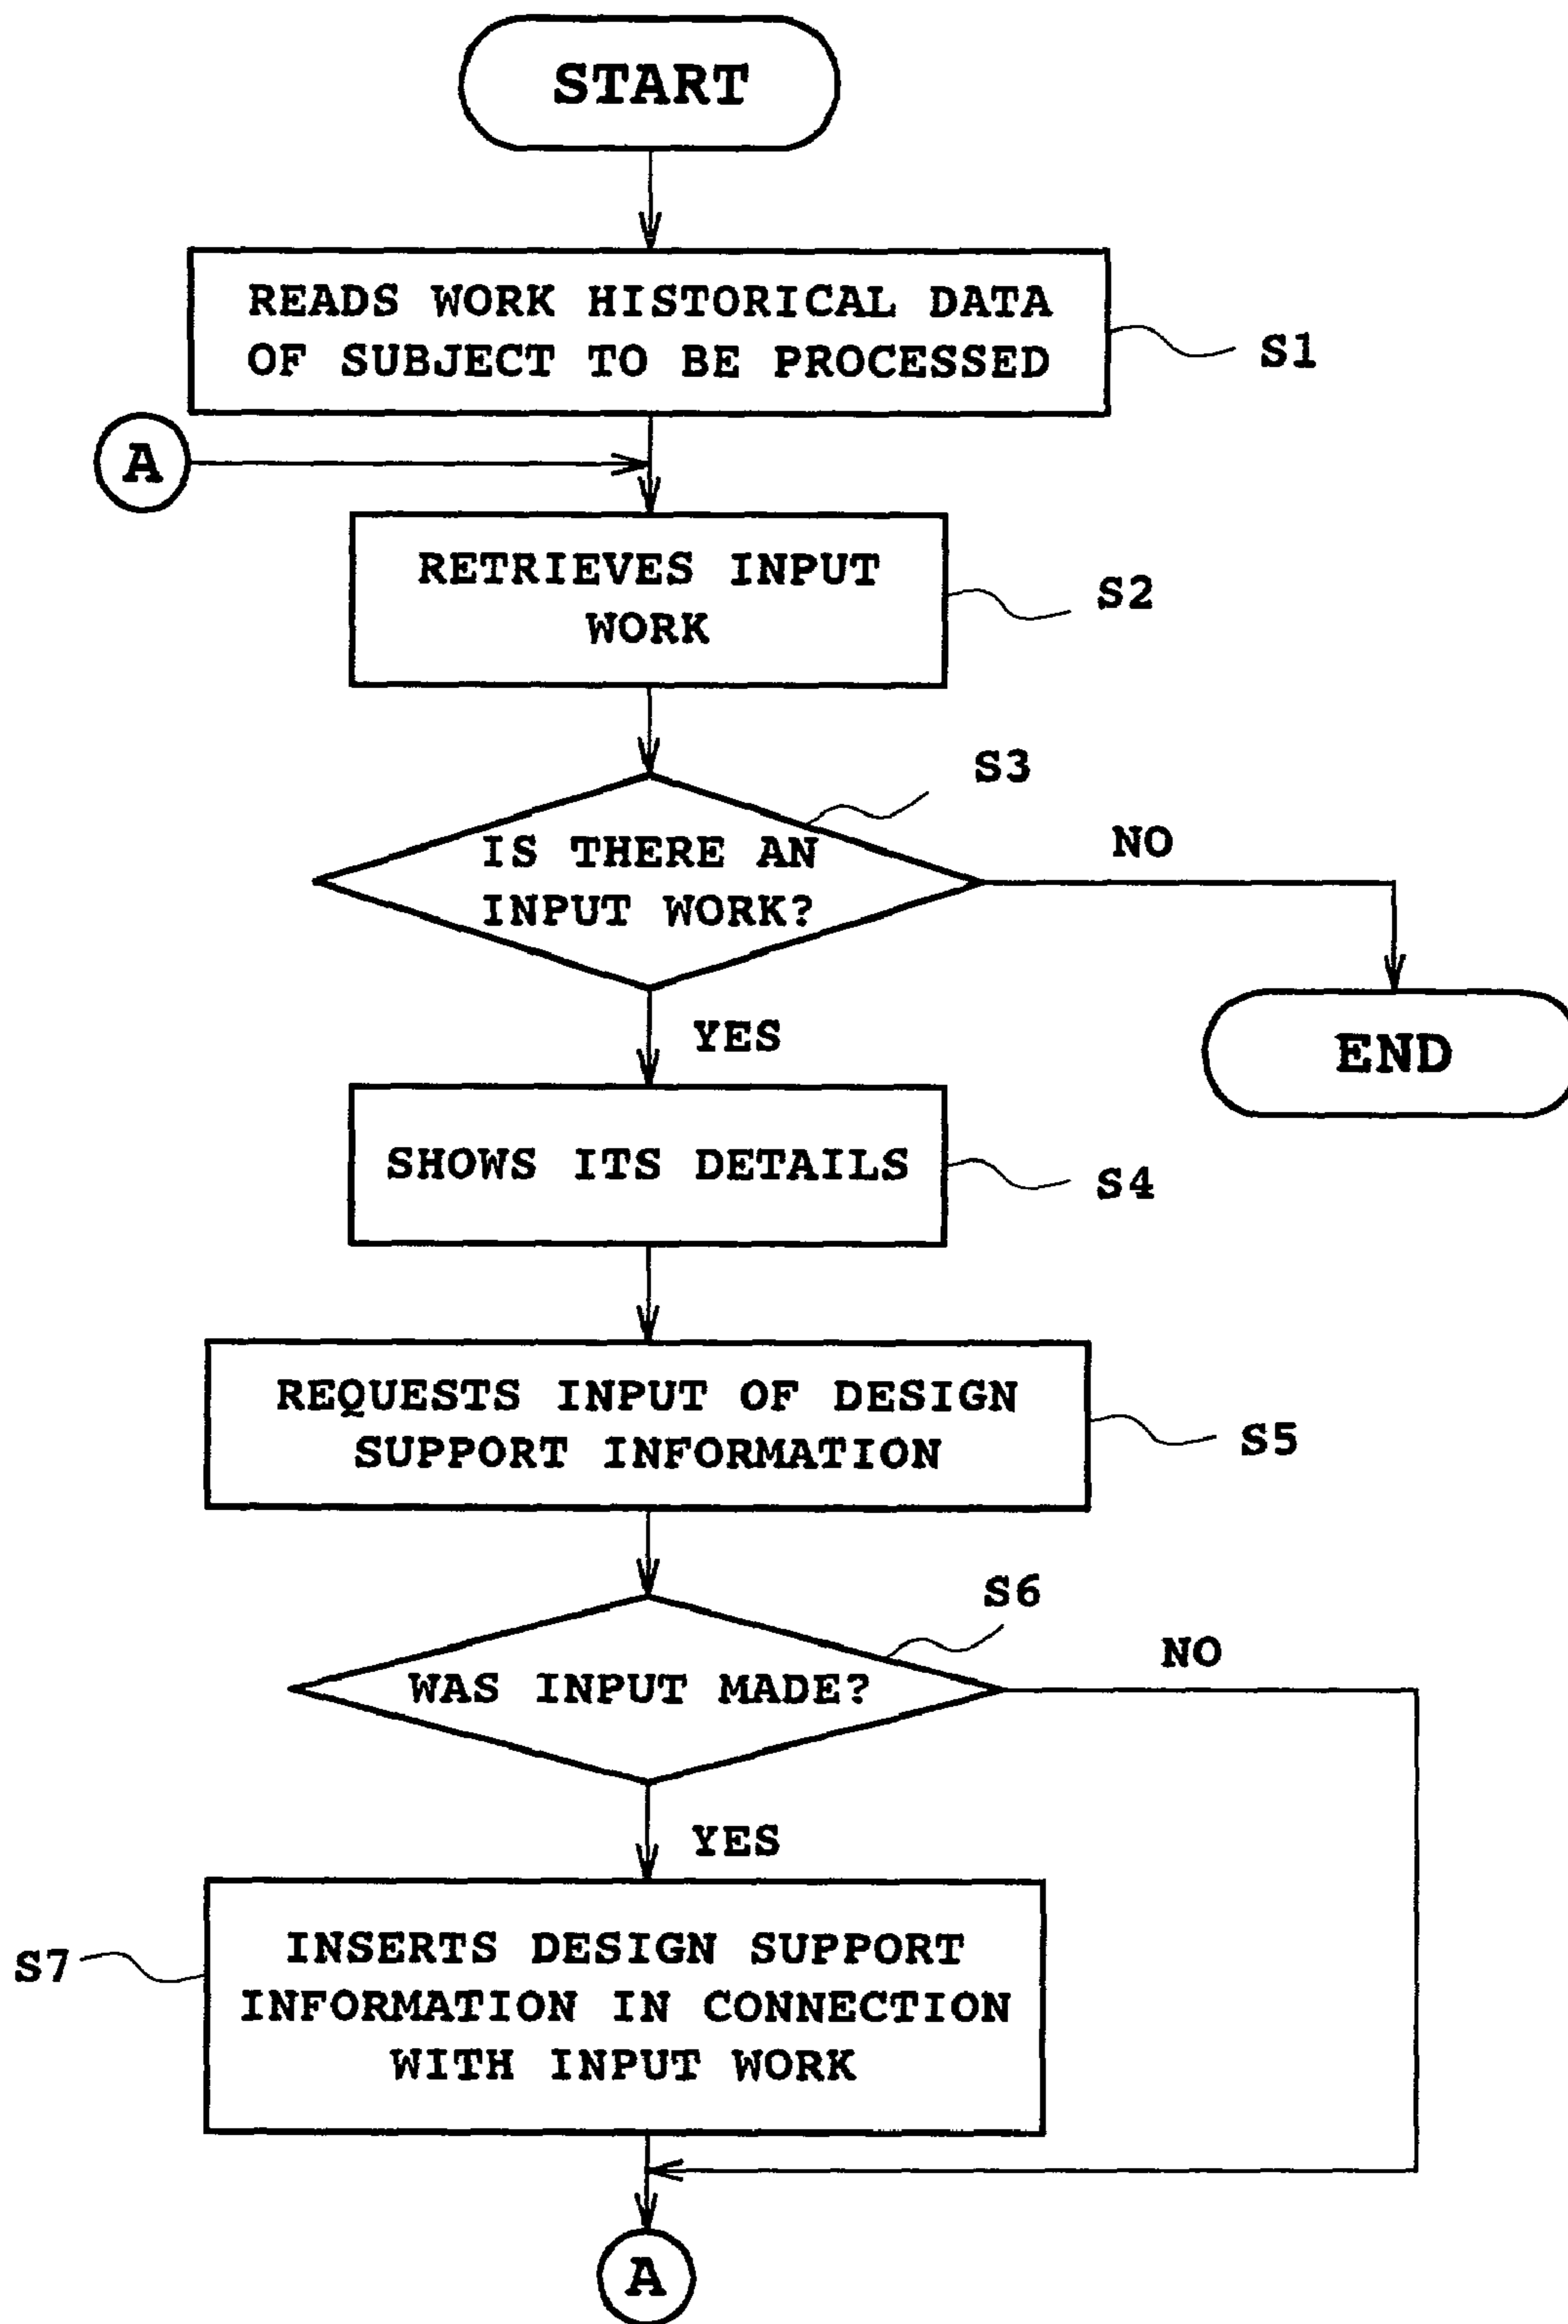 START
READS WORK HISTORICAL DATA
OF SUBJECT TO BE PROCESSED
S1
A
RETRIEVES INPUT
WORK
S2
S3
IS THERE AN
INPUT WORK?
NO
YES
END
SHOWS ITS DETAILS
S4
REQUESTS INPUT OF DESIGN
SUPPORT INFORMATION
S5
S6
WAS INPUT MADE?
NO
YES
S7
INSERTS DESIGN SUPPORT
INFORMATION IN CONNECTION
WITH INPUT WORK
A